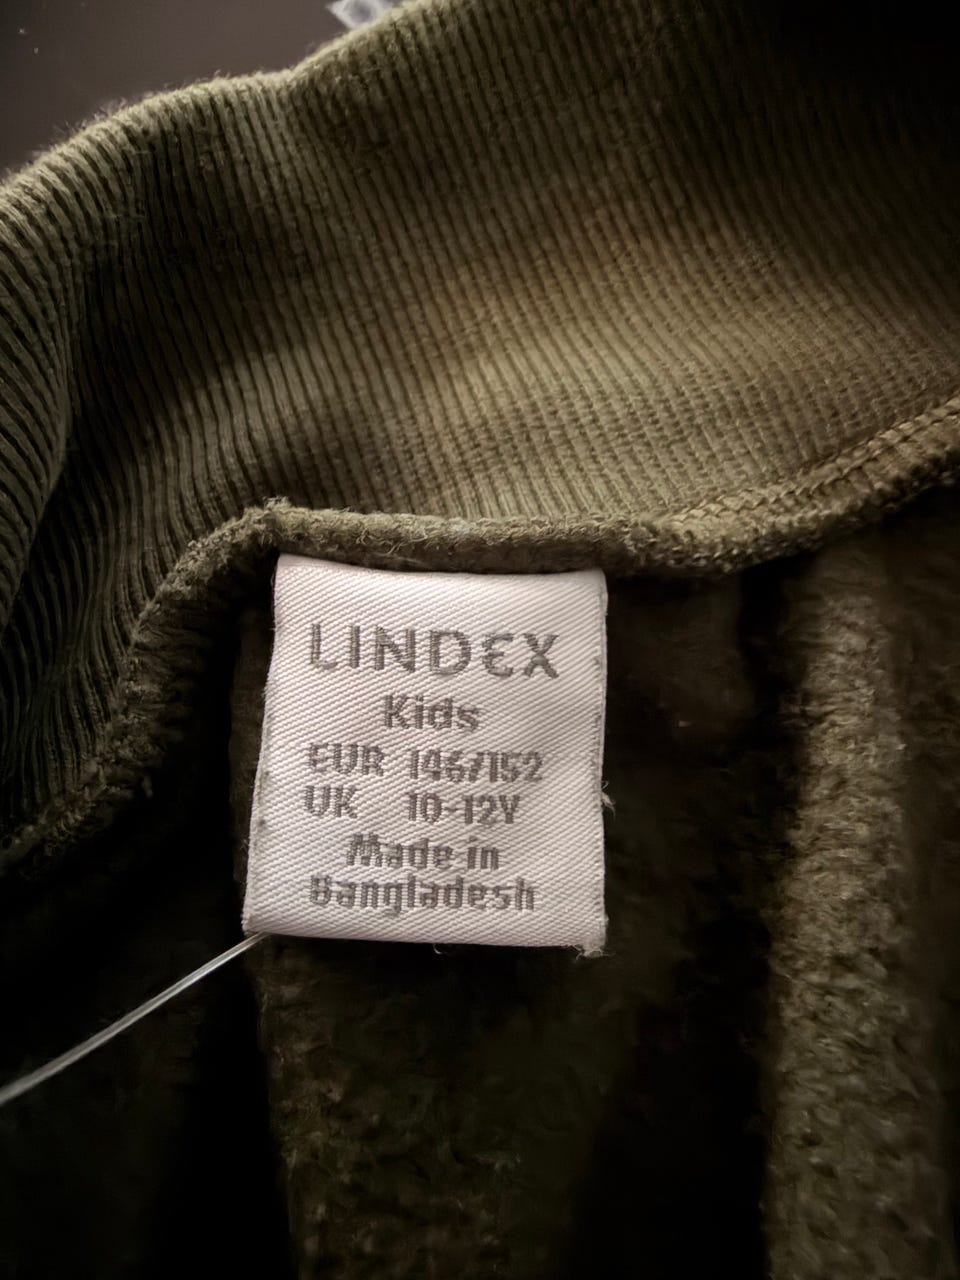 LINDEX
Kids
EUR 146/152
UK 10-12Y
Made in
Bangladesh